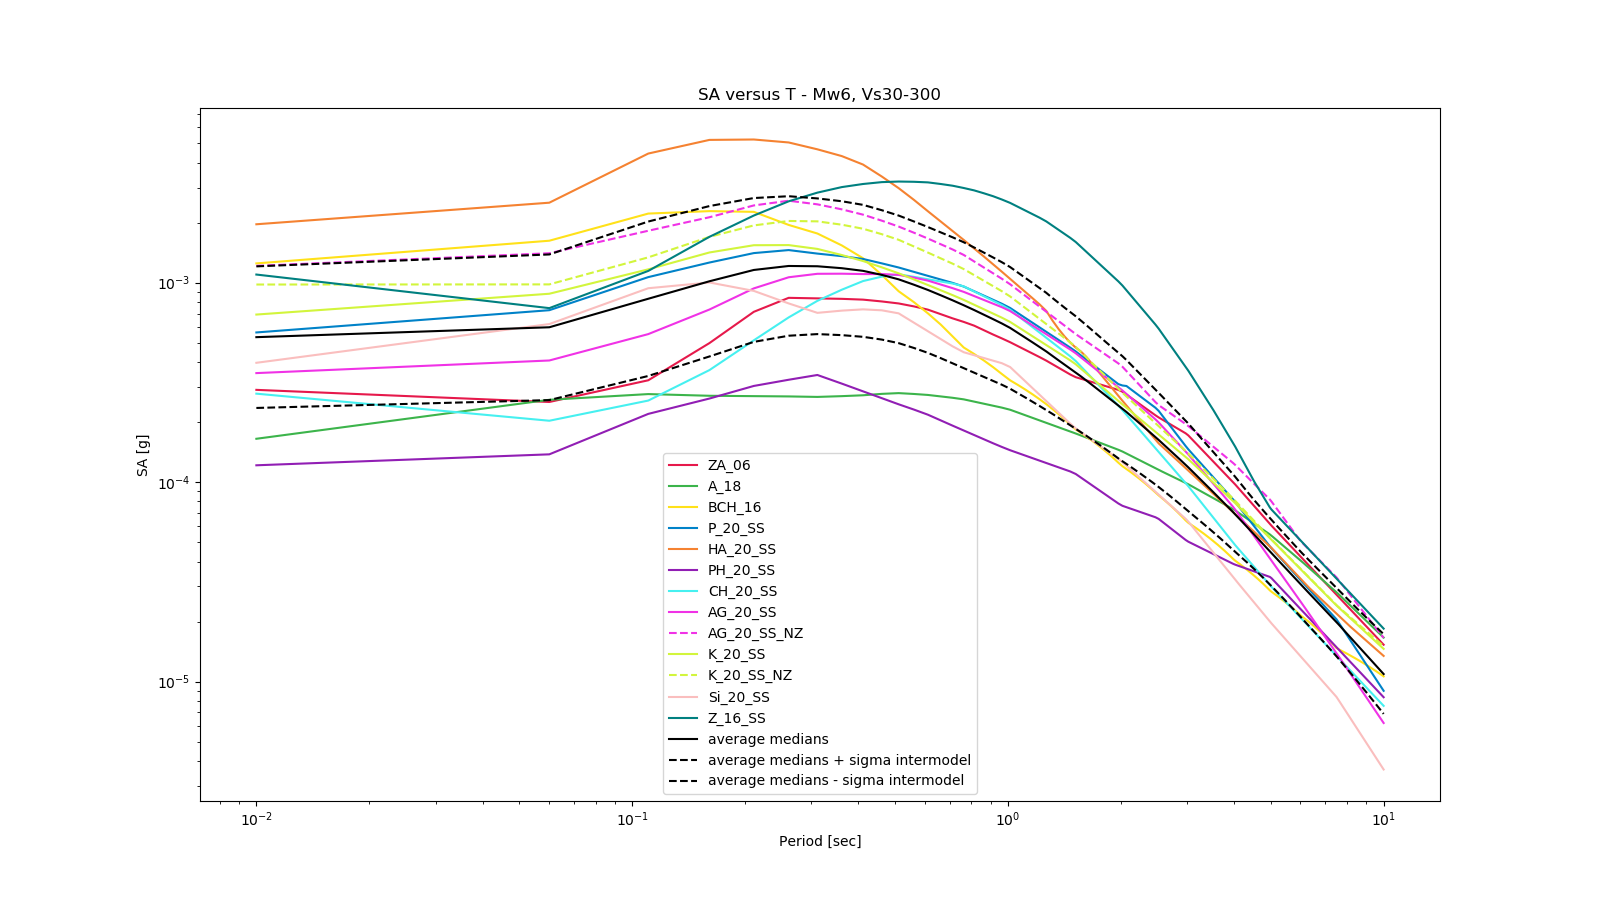 SA versus T - Mw6, Vs30-300
SA [g]
10⁻³
10⁻⁴
10⁻⁵
ZA_06
A_18
BCH_16
P_20_SS
HA_20_SS
PH_20_SS
CH_20_SS
AG_20_SS
AG_20_SS_NZ
K_20_SS
K_20_SS_NZ
Si_20_SS
Z_16_SS
average medians
average medians + sigma intermodel
average medians - sigma intermodel
10⁻² 10⁻¹ 10⁰ 10¹
Period [sec]